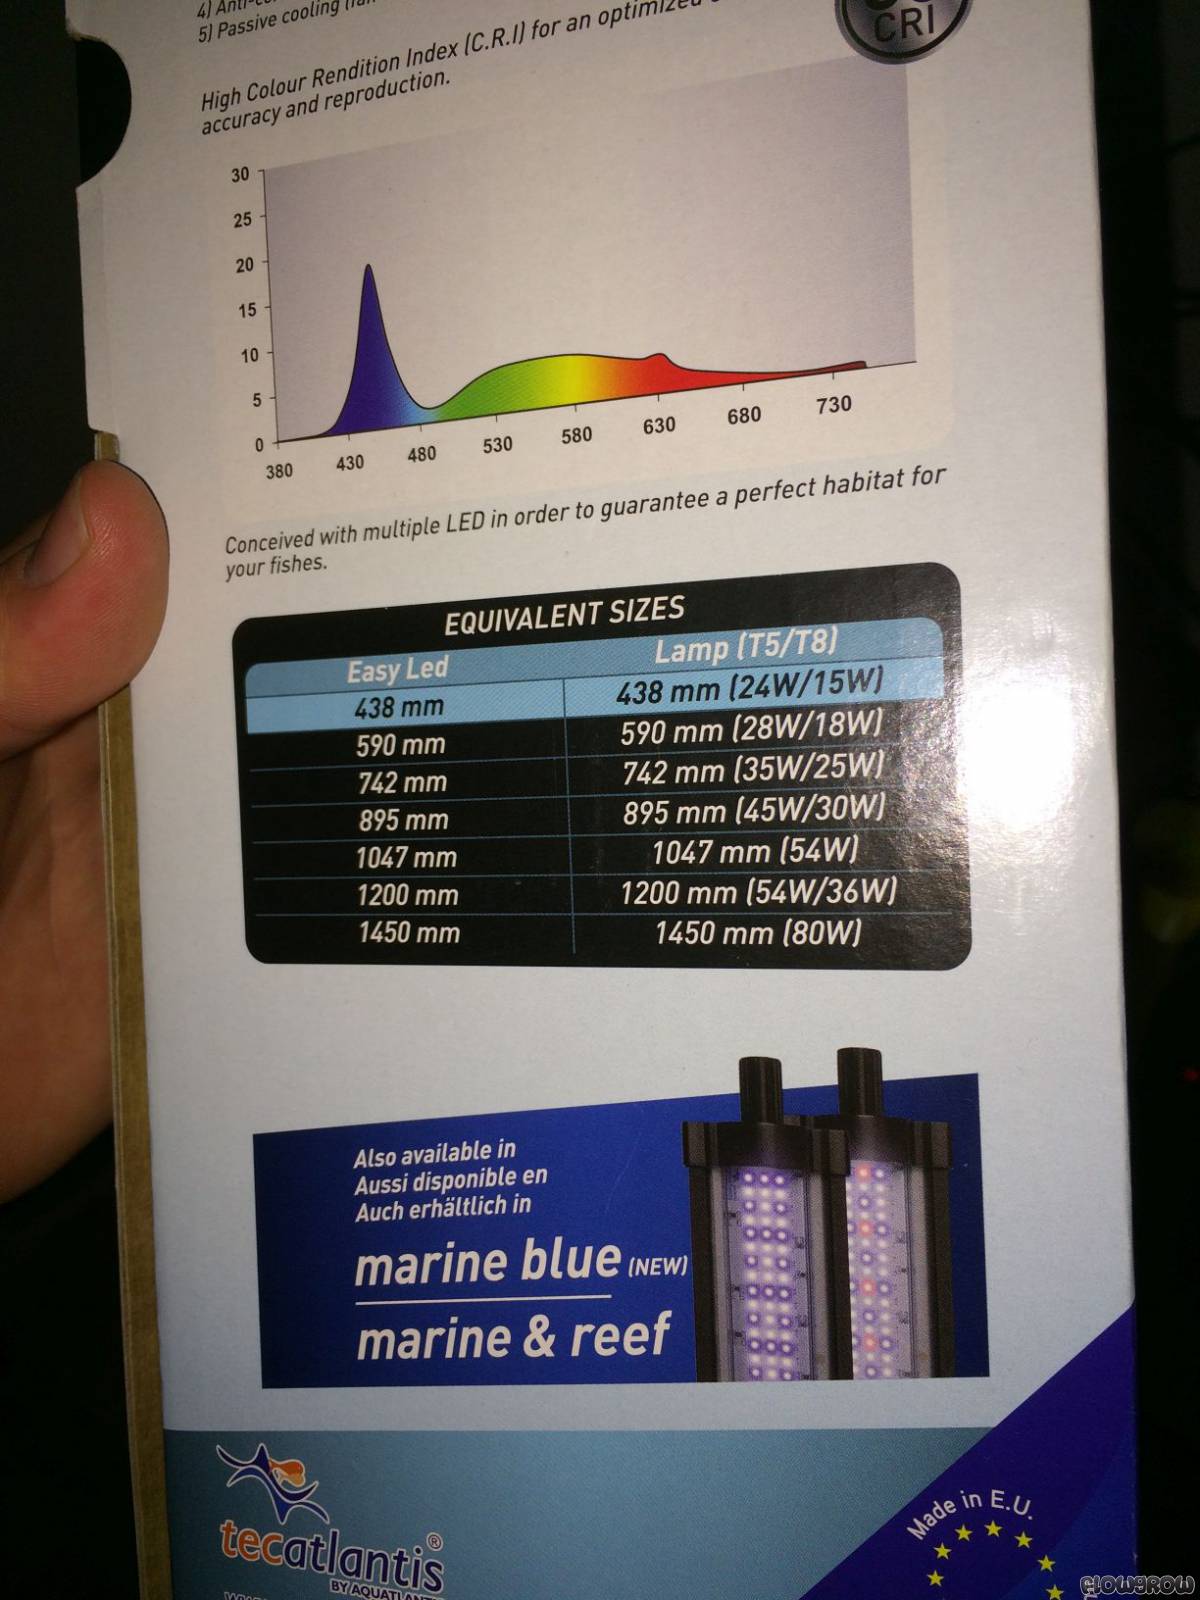 4) Anti-
5) Passive cooling
CRI
High Colour Rendition Index (C.R.I) for an optimized
accuracy and reproduction.
30
25
20
15
10
5
0
380 430 480 530 580 630 680 730
Conceived with multiple LED in order to guarantee a perfect habitat for
your fishes.
EQUIVALENT SIZES
Easy Led Lamp (T5/T8)
438 mm 438 mm (24W/15W)
590 mm 590 mm (28W/18W)
742 mm 742 mm (35W/25W)
895 mm 895 mm (45W/30W)
1047 mm 1047 mm (54W)
1200 mm 1200 mm (54W/36W)
1450 mm 1450 mm (80W)
Also available in
Aussi disponible en
Auch erhältlich in
marine blue (NEW)
marine & reef
tecatlantis®
BY AQUATLANT
Made in E.U.
FLOWGROW